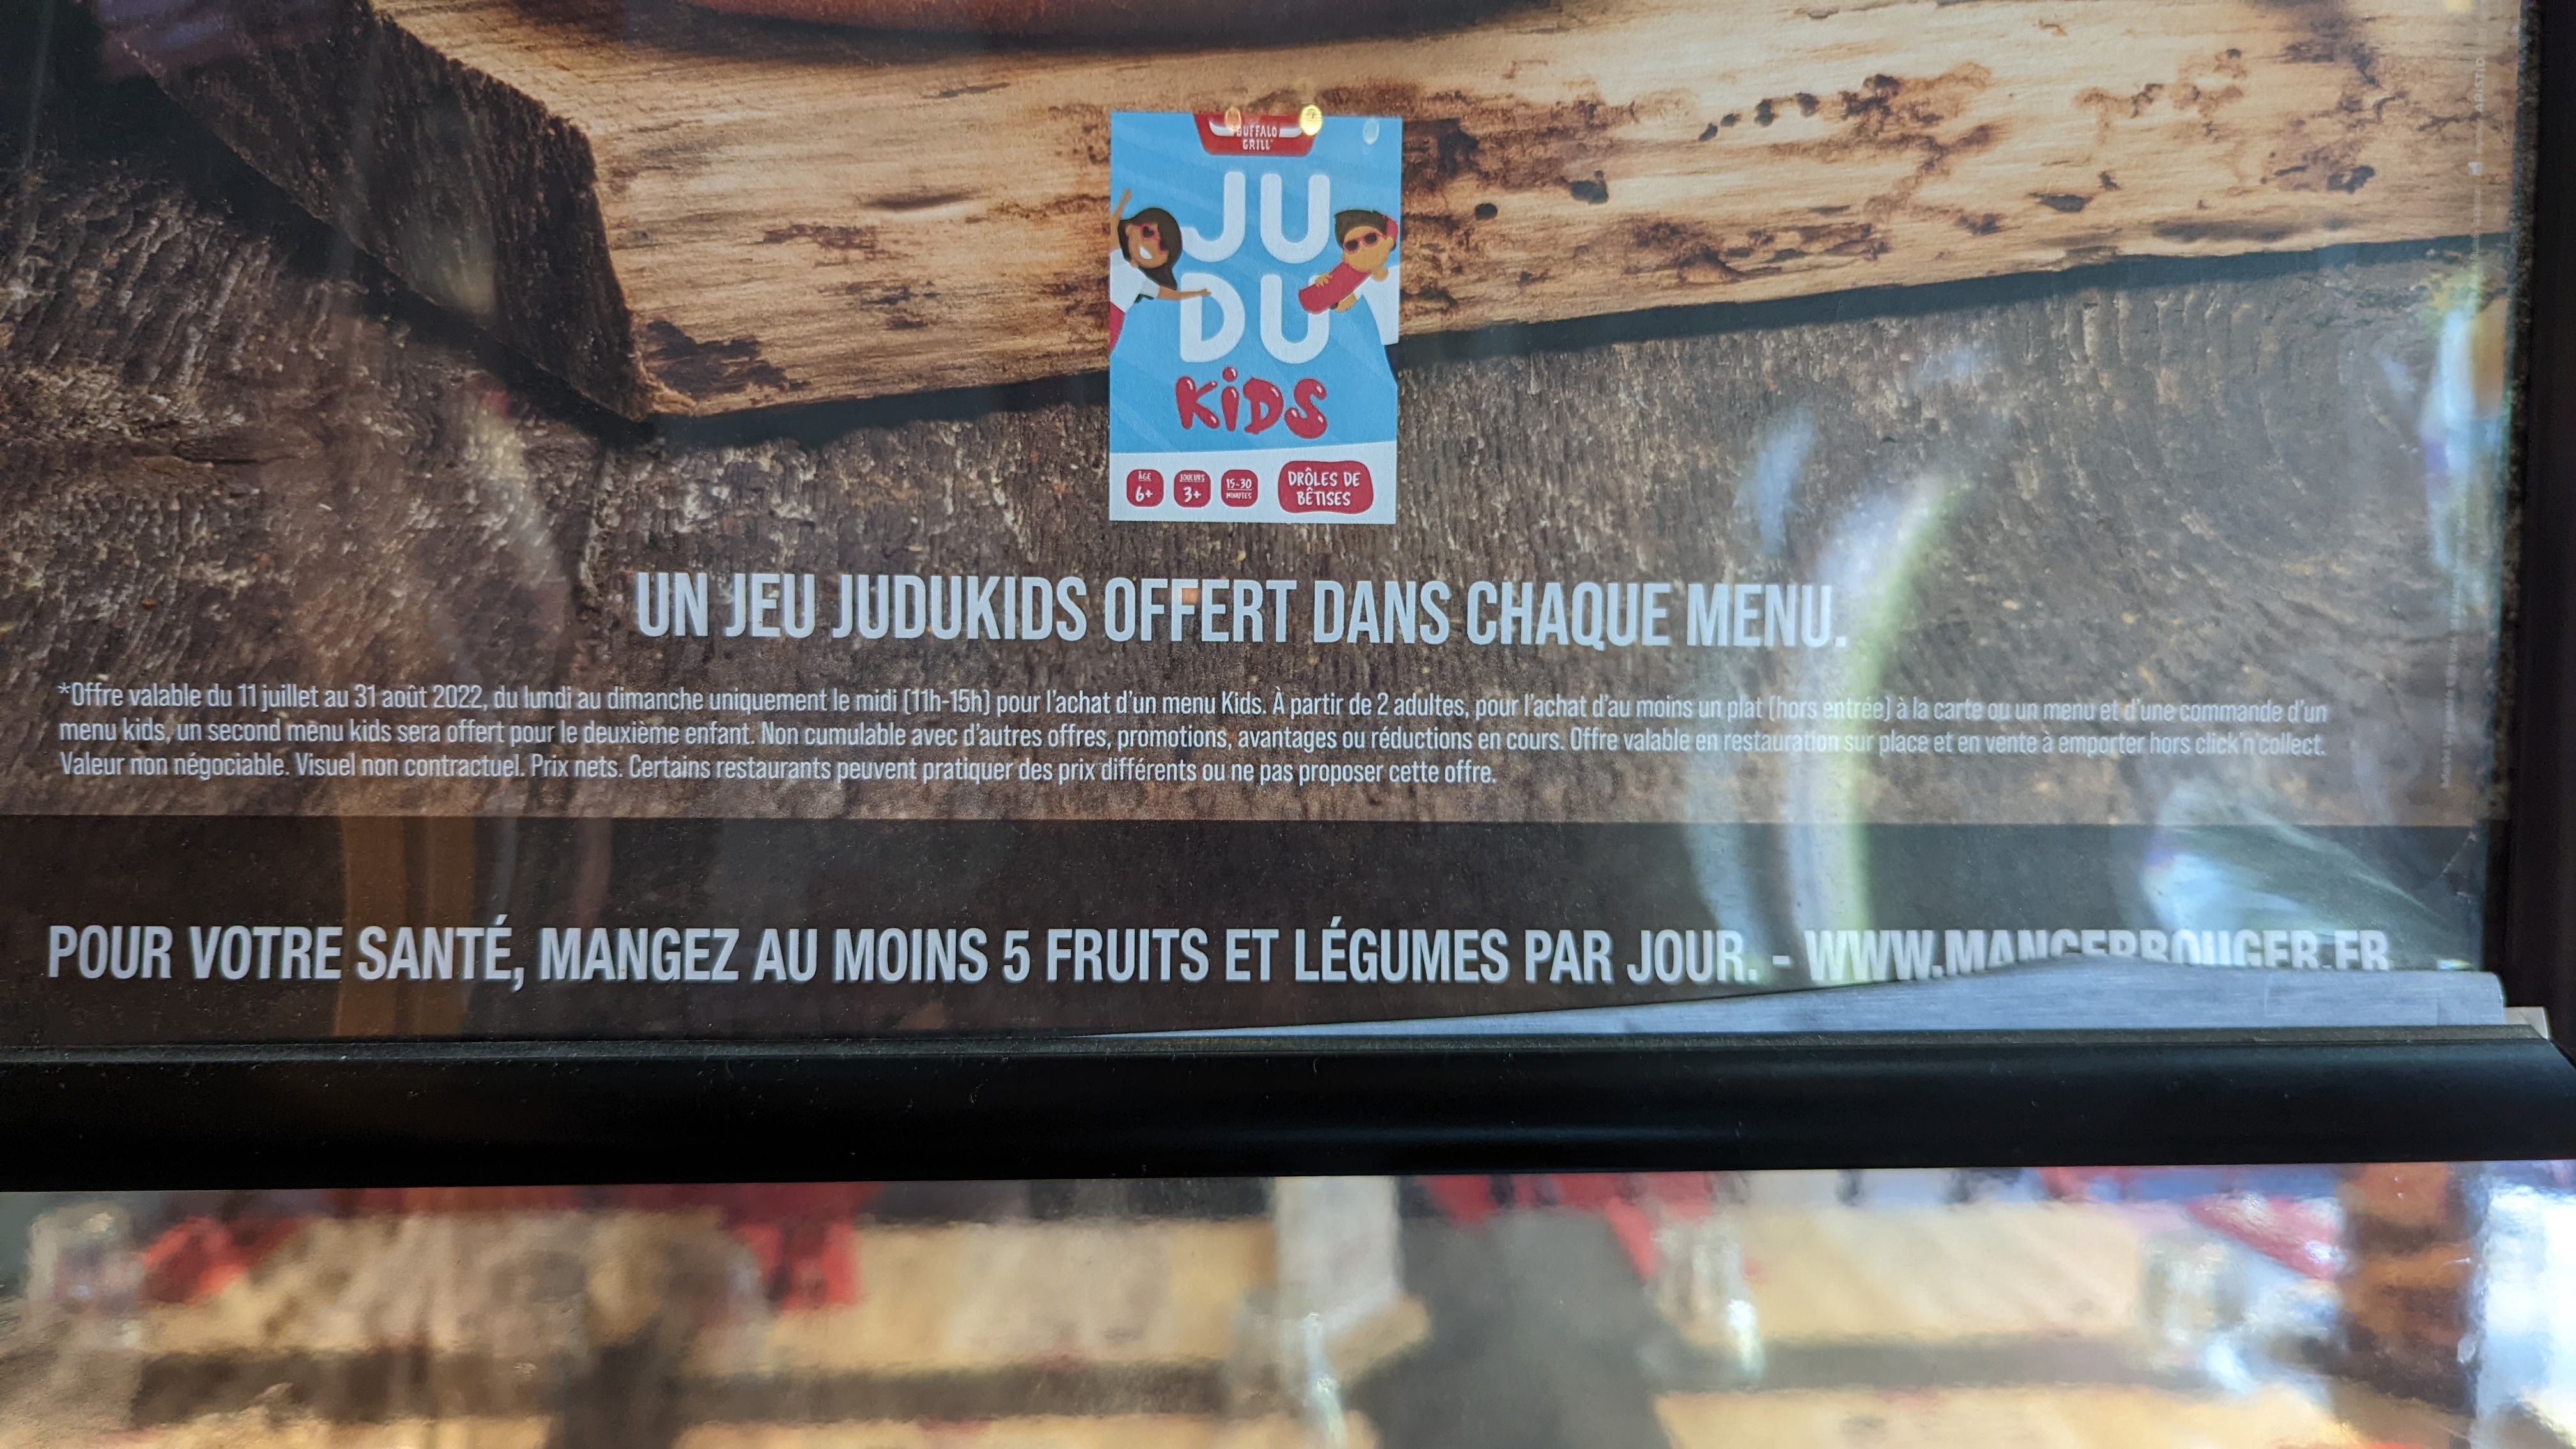 BUFFALO
GRILL
JU
DU
KiDS
ÂGE
6+
JOUEURS
3+
15-30
MINUTES
DRÔLES DE
BÊTISES
UN JEU JUDUKIDS OFFERT DANS CHAQUE MENU.
*Offre valable du 11 juillet au 31 août 2022, du lundi au dimanche uniquement le midi (11h-15h) pour l'achat d'un menu Kids. À partir de 2 adultes, pour l'achat d'au moins un plat (hors entrée) à la carte ou un menu et d'une commande d'un
menu kids, un second menu kids sera offert pour le deuxième enfant. Non cumulable avec d'autres offres, promotions, avantages ou réductions en cours. Offre valable en restauration sur place et en vente à emporter hors click'n'collect.
Valeur non négociable. Visuel non contractuel. Prix nets. Certains restaurants peuvent pratiquer des prix différents ou ne pas proposer cette offre.
POUR VOTRE SANTÉ, MANGEZ AU MOINS 5 FRUITS ET LÉGUMES PAR JOUR. - WWW.MANGERBOUGER.FR